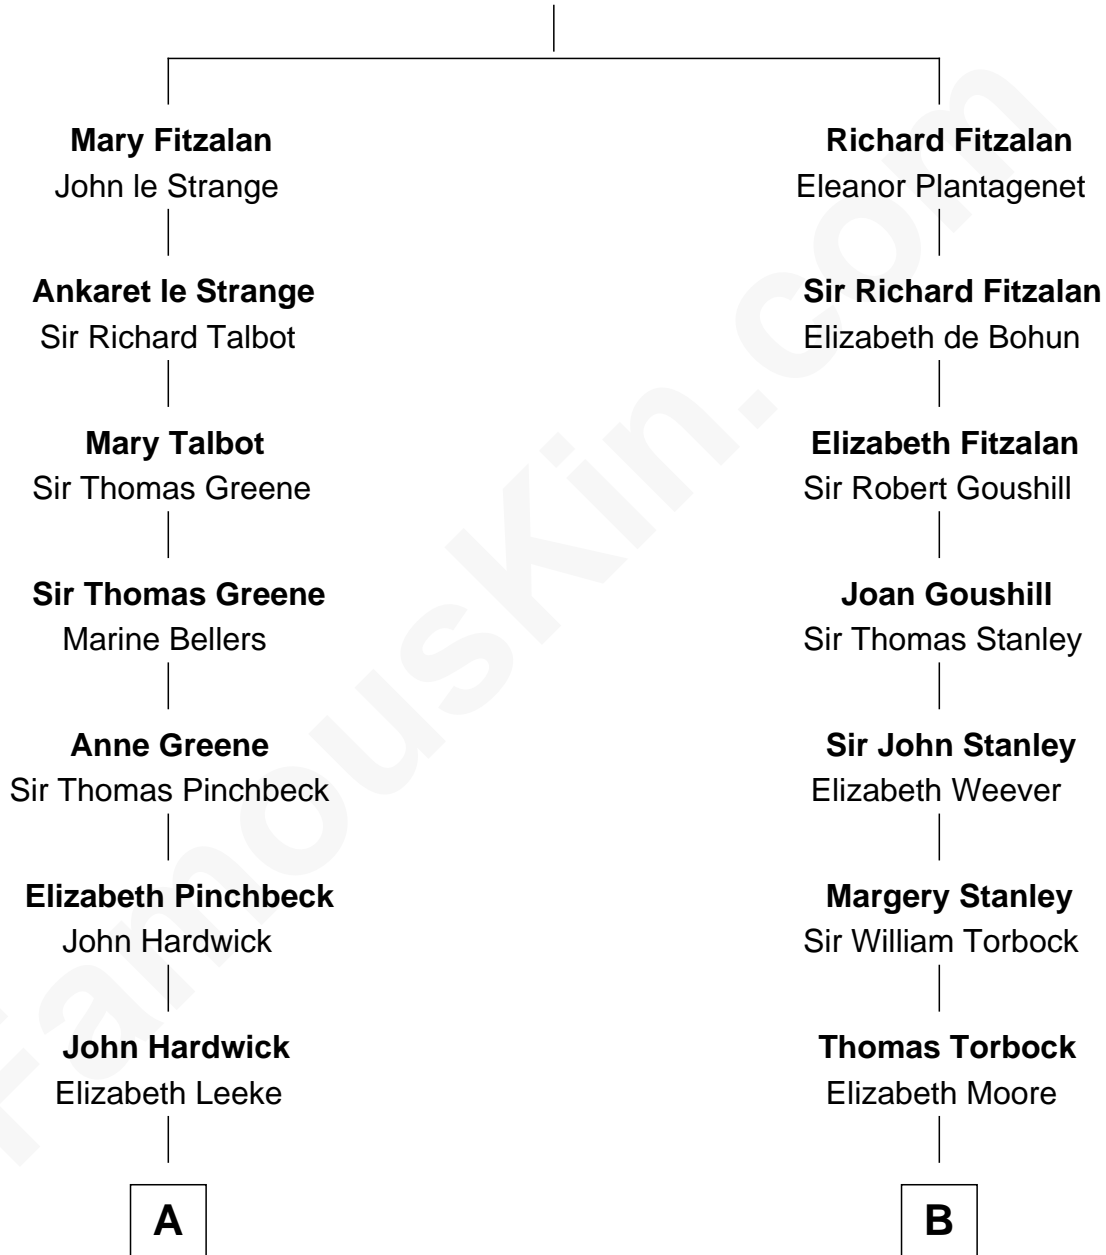 Mary Fitzalan
John le Strange
Ankaret le Strange
Sir Richard Talbot
Mary Talbot
Sir Thomas Greene
Sir Thomas Greene
Marine Bellers
Anne Greene
Sir Thomas Pinchbeck
Elizabeth Pinchbeck
John Hardwick
John Hardwick
Elizabeth Leeke
A
Richard Fitzalan
Eleanor Plantagenet
Sir Richard Fitzalan
Elizabeth de Bohun
Elizabeth Fitzalan
Sir Robert Goushill
Joan Goushill
Sir Thomas Stanley
Sir John Stanley
Elizabeth Weever
Margery Stanley
Sir William Torbock
Thomas Torbock
Elizabeth Moore
B
FamousKin.com